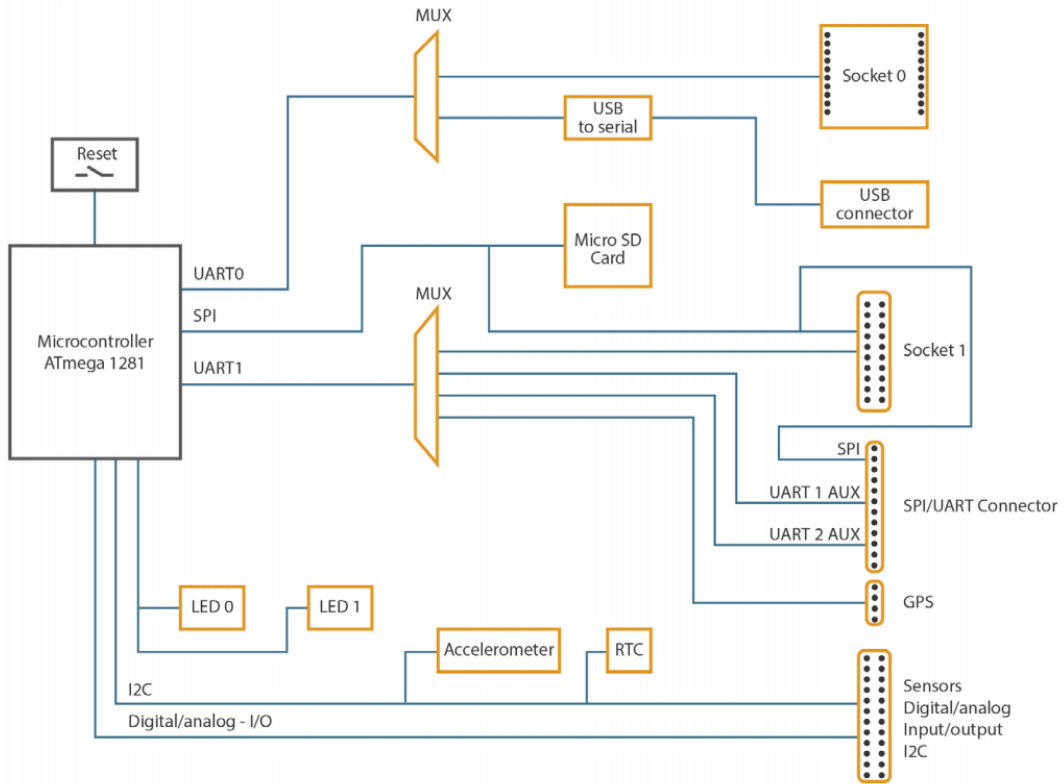 MUX
Socket 0
USB
to serial
Reset
USB
connector
Micro SD
Card
UART0
MUX
SPI
Microcontroller
ATmega 1281
Socket 1
UART1
SPI
UART 1 AUX
SPI/UART Connector
UART 2 AUX
LED 0
LED 1
GPS
Accelerometer
RTC
I2C
Sensors
Digital/analog
Input/output
I2C
Digital/analog - I/O